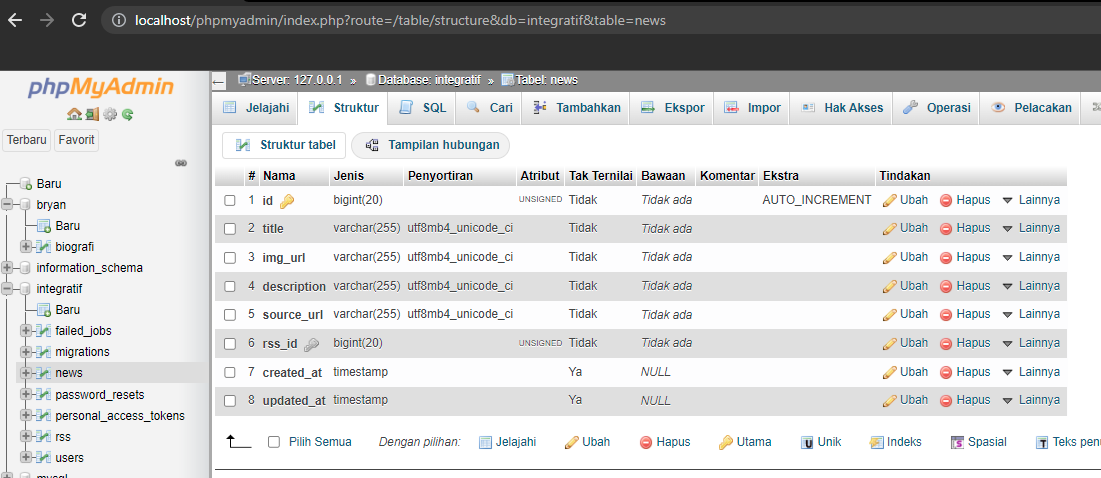 localhost/phpmyadmin/index.php?route=/table/structure&db=integratif&table=news
phpMyAdmin
Terbaru Favorit
Baru
bryan
Baru
biografi
information_schema
integratif
Baru
failed_jobs
migrations
news
password_resets
personal_access_tokens
rss
users
mysql
Server: 127.0.0.1 » Database: integratif » Tabel: news
Jelajahi Struktur SQL Cari Tambahkan Ekspor Impor Hak Akses Operasi Pelacakan
Struktur tabel Tampilan hubungan
# Nama Jenis Penyortiran Atribut Tak Ternilai Bawaan Komentar Ekstra Tindakan
1 id bigint(20) UNSIGNED Tidak Tidak ada AUTO_INCREMENT Ubah Hapus Lainnya
2 title varchar(255) utf8mb4_unicode_ci Tidak Tidak ada Ubah Hapus Lainnya
3 img_url varchar(255) utf8mb4_unicode_ci Tidak Tidak ada Ubah Hapus Lainnya
4 description varchar(255) utf8mb4_unicode_ci Tidak Tidak ada Ubah Hapus Lainnya
5 source_url varchar(255) utf8mb4_unicode_ci Tidak Tidak ada Ubah Hapus Lainnya
6 rss_id bigint(20) UNSIGNED Tidak Tidak ada Ubah Hapus Lainnya
7 created_at timestamp Ya NULL Ubah Hapus Lainnya
8 updated_at timestamp Ya NULL Ubah Hapus Lainnya
Pilih Semua Dengan pilihan: Jelajahi Ubah Hapus Utama Unik Indeks Spasial Teks penu